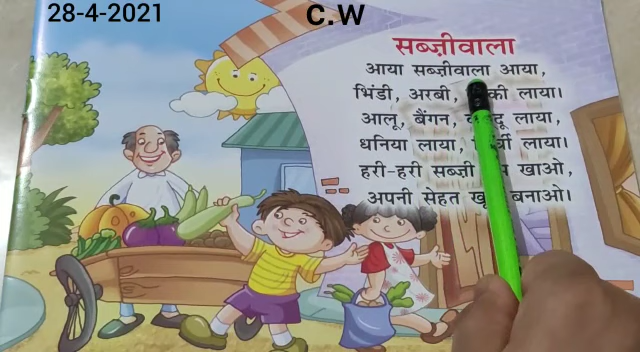 28-4-2021
C.W
सब्ज़ीवाला
आया सब्ज़ीवाला आया,
भिंडी, अरबी, लाया।
आलू, बैंगन, लाया,
धनिया लाया, लाया।
हरी-हरी सब्ज़ी खाओ,
अपनी सेहत बनाओ।